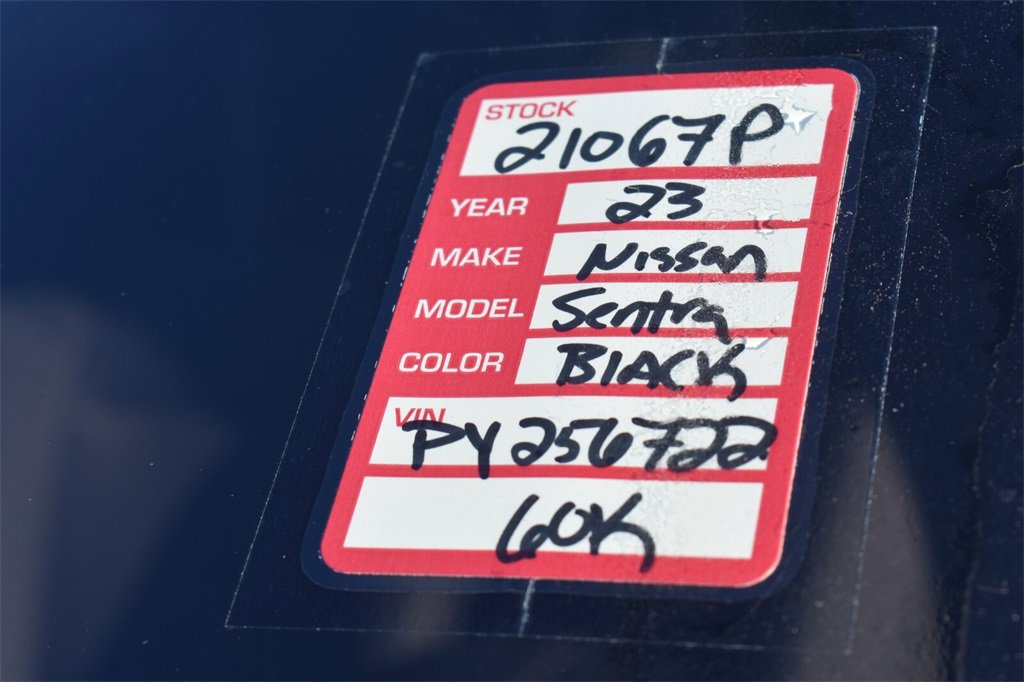 STOCK
21067P
YEAR 23
MAKE Nissan
MODEL Sentra
COLOR Black
VIN
PY256722
60K